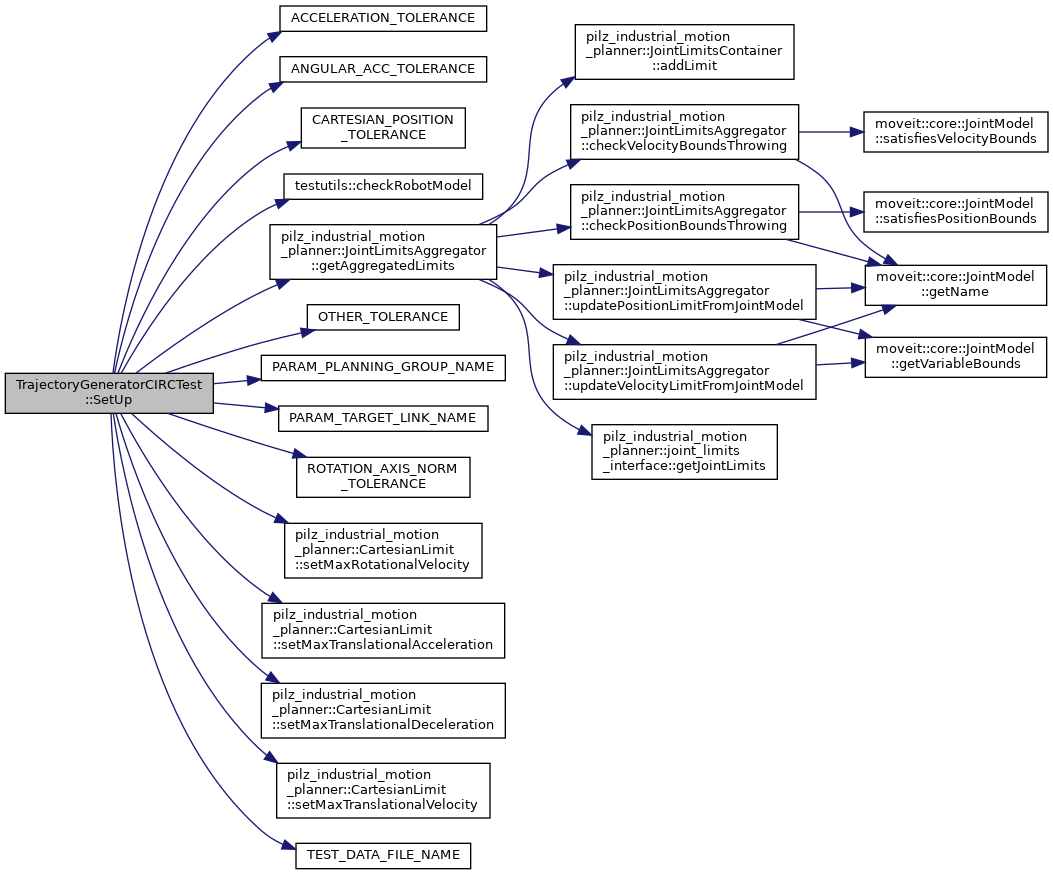 TrajectoryGeneratorCIRCTest
::SetUp
ACCELERATION_TOLERANCE
ANGULAR_ACC_TOLERANCE
CARTESIAN_POSITION
_TOLERANCE
testutils::checkRobotModel
pilz_industrial_motion
_planner::JointLimitsAggregator
::getAggregatedLimits
OTHER_TOLERANCE
PARAM_PLANNING_GROUP_NAME
PARAM_TARGET_LINK_NAME
ROTATION_AXIS_NORM
_TOLERANCE
pilz_industrial_motion
_planner::CartesianLimit
::setMaxRotationalVelocity
pilz_industrial_motion
_planner::CartesianLimit
::setMaxTranslationalAcceleration
pilz_industrial_motion
_planner::CartesianLimit
::setMaxTranslationalDeceleration
pilz_industrial_motion
_planner::CartesianLimit
::setMaxTranslationalVelocity
TEST_DATA_FILE_NAME
pilz_industrial_motion
_planner::JointLimitsContainer
::addLimit
pilz_industrial_motion
_planner::JointLimitsAggregator
::checkVelocityBoundsThrowing
pilz_industrial_motion
_planner::JointLimitsAggregator
::checkPositionBoundsThrowing
pilz_industrial_motion
_planner::JointLimitsAggregator
::updatePositionLimitFromJointModel
pilz_industrial_motion
_planner::JointLimitsAggregator
::updateVelocityLimitFromJointModel
pilz_industrial_motion
_planner::joint_limits
_interface::getJointLimits
moveit::core::JointModel
::satisfiesVelocityBounds
moveit::core::JointModel
::satisfiesPositionBounds
moveit::core::JointModel
::getName
moveit::core::JointModel
::getVariableBounds